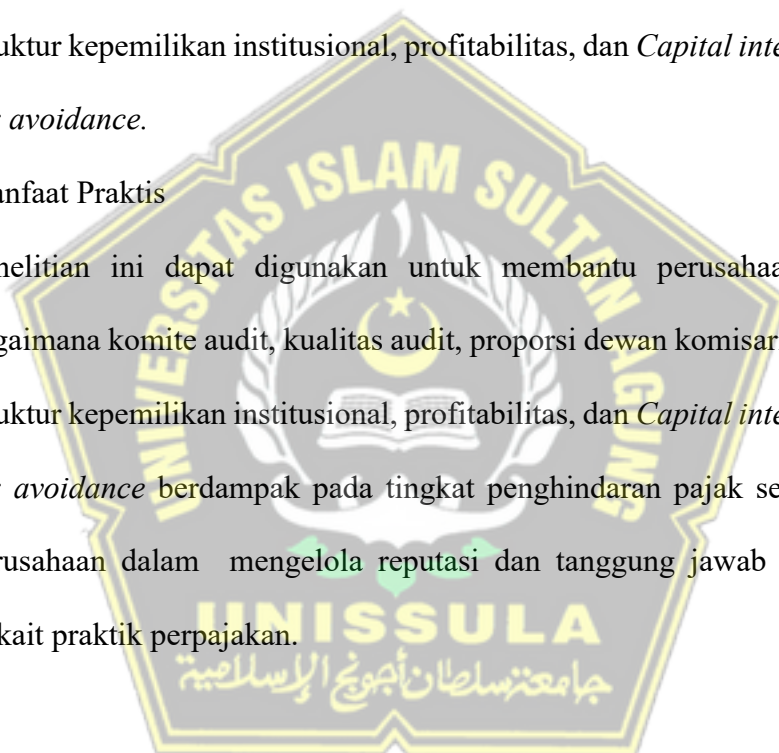 uktur kepemilikan institusional, profitabilitas, dan Capital inte
avoidance.
anfaat Praktis
nelitian ini dapat digunakan untuk membantu perusahaa
gaimana komite audit, kualitas audit, proporsi dewan komisar
uktur kepemilikan institusional, profitabilitas, dan Capital inte
avoidance berdampak pada tingkat penghindaran pajak se
rusahaan dalam mengelola reputasi dan tanggung jawab
kait praktik perpajakan.
UNIVERSITAS ISLAM SULTAN AGUNG
UNISSULA
جامعة سلطان أجونج الإسلامية